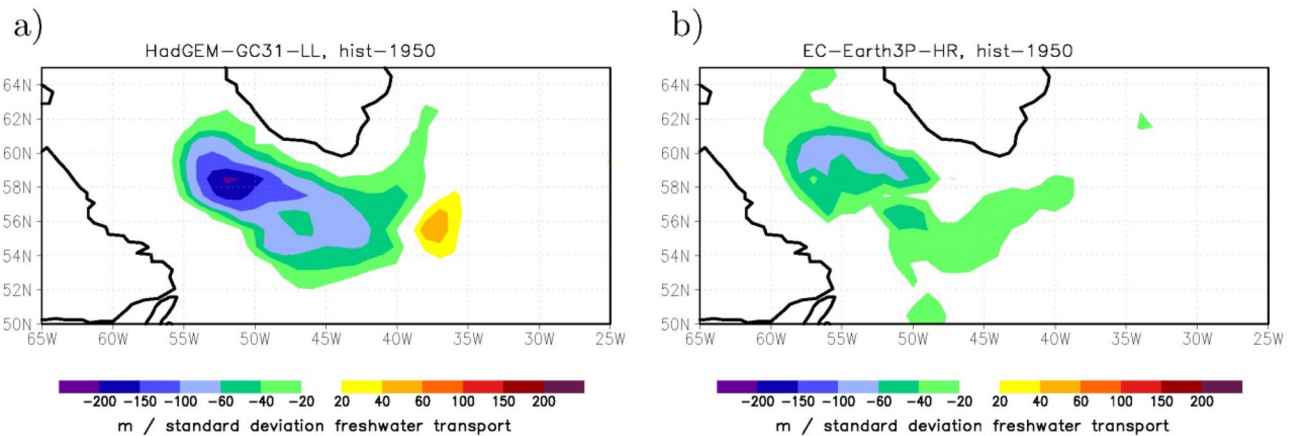 a)
HadGEM-GC31-LL, hist-1950
64N
62N
60N
58N
56N
54N
52N
50N
65W 60W 55W 50W 45W 40W 35W 30W 25W
-200 -150 -100 -60 -40 -20 20 40 60 100 150 200
m / standard deviation freshwater transport
b)
EC-Earth3P-HR, hist-1950
64N
62N
60N
58N
56N
54N
52N
50N
65W 60W 55W 50W 45W 40W 35W 30W 25W
-200 -150 -100 -60 -40 -20 20 40 60 100 150 200
m / standard deviation freshwater transport